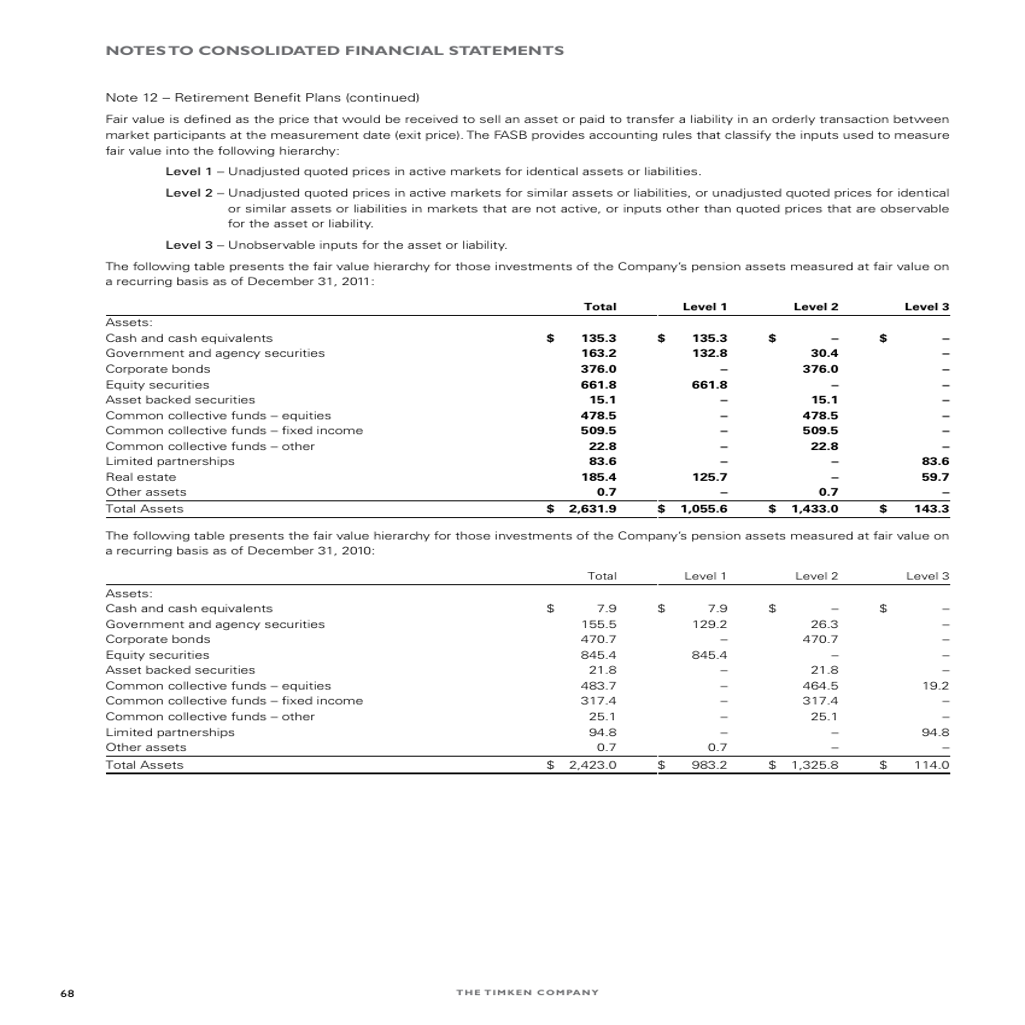 NOTES TO CONSOLIDATED FINANCIAL STATEMENTS
Note 12 – Retirement Benefit Plans (continued)
Fair value is defined as the price that would be received to sell an asset or paid to transfer a liability in an orderly transaction between
market participants at the measurement date (exit price). The FASB provides accounting rules that classify the inputs used to measure
fair value into the following hierarchy:
Level 1 – Unadjusted quoted prices in active markets for identical assets or liabilities.
Level 2 – Unadjusted quoted prices in active markets for similar assets or liabilities, or unadjusted quoted prices for identical
or similar assets or liabilities in markets that are not active, or inputs other than quoted prices that are observable
for the asset or liability.
Level 3 – Unobservable inputs for the asset or liability.
The following table presents the fair value hierarchy for those investments of the Company's pension assets measured at fair value on
a recurring basis as of December 31, 2011:
Total Level 1 Level 2 Level 3
Assets:
Cash and cash equivalents $ 135.3 $ 135.3 $ – $ –
Government and agency securities 163.2 132.8 30.4 –
Corporate bonds 376.0 – 376.0 –
Equity securities 661.8 661.8 – –
Asset backed securities 15.1 – 15.1 –
Common collective funds – equities 478.5 – 478.5 –
Common collective funds – fixed income 509.5 – 509.5 –
Common collective funds – other 22.8 – 22.8 –
Limited partnerships 83.6 – – 83.6
Real estate 185.4 125.7 – 59.7
Other assets 0.7 – 0.7 –
Total Assets $ 2,631.9 $ 1,055.6 $ 1,433.0 $ 143.3
The following table presents the fair value hierarchy for those investments of the Company's pension assets measured at fair value on
a recurring basis as of December 31, 2010:
Total Level 1 Level 2 Level 3
Assets:
Cash and cash equivalents $ 7.9 $ 7.9 $ – $ –
Government and agency securities 155.5 129.2 26.3 –
Corporate bonds 470.7 – 470.7 –
Equity securities 845.4 845.4 – –
Asset backed securities 21.8 – 21.8 –
Common collective funds – equities 483.7 – 464.5 19.2
Common collective funds – fixed income 317.4 – 317.4 –
Common collective funds – other 25.1 – 25.1 –
Limited partnerships 94.8 – – 94.8
Other assets 0.7 0.7 – –
Total Assets $ 2,423.0 $ 983.2 $ 1,325.8 $ 114.0
68 THE TIMKEN COMPANY